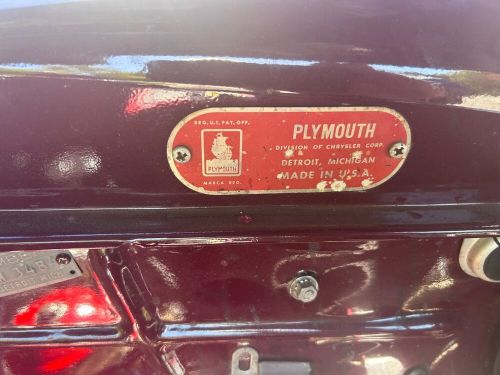 REG. U.S. PAT. OFF.
PLYMOUTH
MARCA REG.
PLYMOUTH
DIVISION OF CHRYSLER CORP.
DETROIT, MICHIGAN
MADE IN U.S.A.